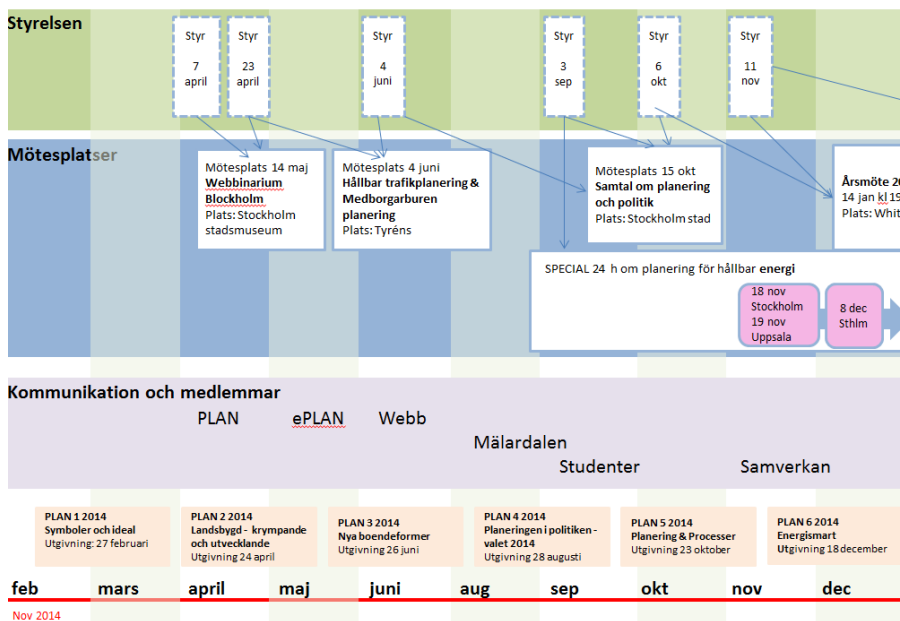 Styrelsen
Styr
7
april
Styr
23
april
Styr
4
juni
Styr
3
sep
Styr
6
okt
Styr
11
nov
Mötesplatser
Mötesplats 14 maj
Webbinarium
Blockholm
Plats: Stockholm
stadsmuseum
Mötesplats 4 juni
Hållbar trafikplanering &
Medborgarburen
planering
Plats: Tyréns
Mötesplats 15 okt
Samtal om planering
och politik
Plats: Stockholm stad
Årsmöte 20
14 jan kl 19
Plats: Whit
SPECIAL 24 h om planering för hållbar energi
18 nov
Stockholm
19 nov
Uppsala
8 dec
Sthlm
Kommunikation och medlemmar
PLAN
ePLAN
Webb
Mälardalen
Studenter
Samverkan
PLAN 1 2014
Symboler och ideal
Utgivning: 27 februari
PLAN 2 2014
Landsbygd - krympande
och utvecklande
Utgivning 24 april
PLAN 3 2014
Nya boendeformer
Utgivning 26 juni
PLAN 4 2014
Planeringen i politiken -
valet 2014
Utgivning 28 augusti
PLAN 5 2014
Planering & Processer
Utgivning 23 oktober
PLAN 6 2014
Energismart
Utgivning 18 december
feb mars april maj juni aug sep okt nov dec
Nov 2014